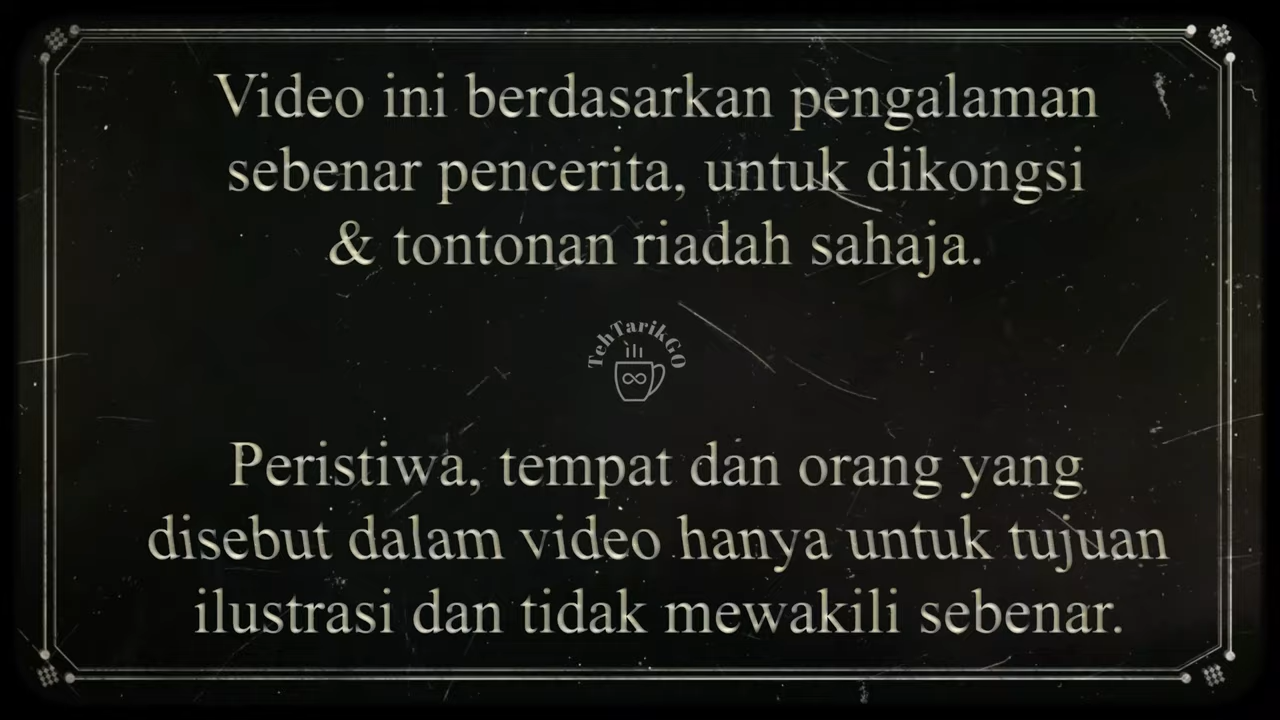 Video ini berdasarkan pengalaman
sebenar pencerita, untuk dikongsi
& tontonan riadah sahaja.
TehTarikGO
Peristiwa, tempat dan orang yang
disebut dalam video hanya untuk tujuan
ilustrasi dan tidak mewakili sebenar.